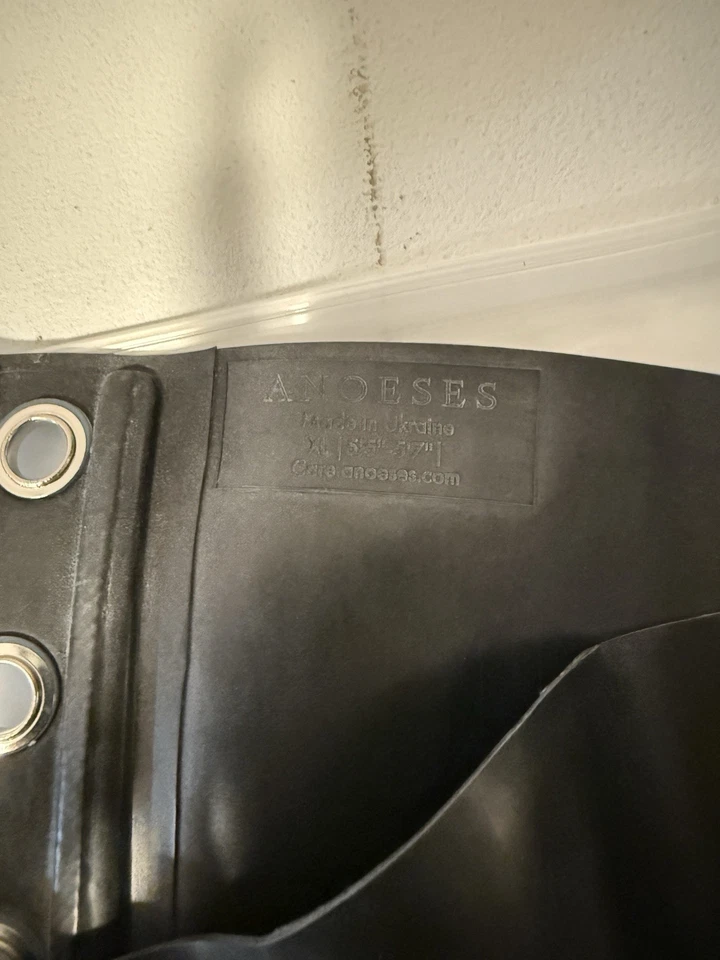 ANOESES
Made in Ukraine
XL [5'5"-5'7"]
Care anoeses.com